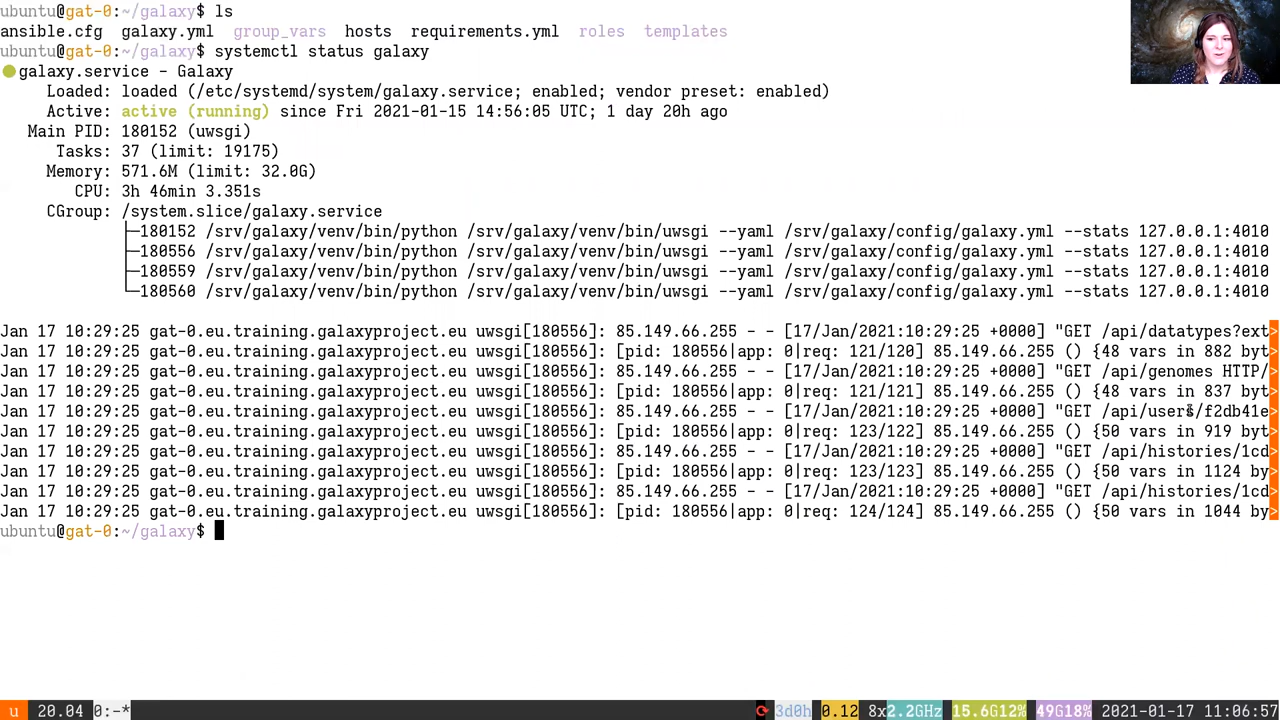 ubuntu@gat-0:~/galaxy$ ls
ansible.cfg  galaxy.yml  group_vars  hosts  requirements.yml  roles  templates
ubuntu@gat-0:~/galaxy$ systemctl status galaxy
galaxy.service - Galaxy
Loaded: loaded (/etc/systemd/system/galaxy.service; enabled; vendor preset: enabled)
Active: active (running) since Fri 2021-01-15 14:56:05 UTC; 1 day 20h ago
Main PID: 180152 (uwsgi)
Tasks: 37 (limit: 19175)
Memory: 571.6M (limit: 32.0G)
CPU: 3h 46min 3.351s
CGroup: /system.slice/galaxy.service
├─180152 /srv/galaxy/venv/bin/python /srv/galaxy/venv/bin/uwsgi --yaml /srv/galaxy/config/galaxy.yml --stats 127.0.0.1:4010
├─180556 /srv/galaxy/venv/bin/python /srv/galaxy/venv/bin/uwsgi --yaml /srv/galaxy/config/galaxy.yml --stats 127.0.0.1:4010
├─180559 /srv/galaxy/venv/bin/python /srv/galaxy/venv/bin/uwsgi --yaml /srv/galaxy/config/galaxy.yml --stats 127.0.0.1:4010
└─180560 /srv/galaxy/venv/bin/python /srv/galaxy/venv/bin/uwsgi --yaml /srv/galaxy/config/galaxy.yml --stats 127.0.0.1:4010
Jan 17 10:29:25 gat-0.eu.training.galaxyproject.eu uwsgi[180556]: 85.149.66.255 - - [17/Jan/2021:10:29:25 +0000] "GET /api/datatypes?ext>
Jan 17 10:29:25 gat-0.eu.training.galaxyproject.eu uwsgi[180556]: [pid: 180556|app: 0|req: 121/120] 85.149.66.255 () {48 vars in 882 byt>
Jan 17 10:29:25 gat-0.eu.training.galaxyproject.eu uwsgi[180556]: 85.149.66.255 - - [17/Jan/2021:10:29:25 +0000] "GET /api/genomes HTTP/>
Jan 17 10:29:25 gat-0.eu.training.galaxyproject.eu uwsgi[180556]: [pid: 180556|app: 0|req: 121/121] 85.149.66.255 () {48 vars in 837 byt>
Jan 17 10:29:25 gat-0.eu.training.galaxyproject.eu uwsgi[180556]: 85.149.66.255 - - [17/Jan/2021:10:29:25 +0000] "GET /api/users/f2db41e>
Jan 17 10:29:25 gat-0.eu.training.galaxyproject.eu uwsgi[180556]: [pid: 180556|app: 0|req: 123/122] 85.149.66.255 () {50 vars in 919 byt>
Jan 17 10:29:25 gat-0.eu.training.galaxyproject.eu uwsgi[180556]: 85.149.66.255 - - [17/Jan/2021:10:29:25 +0000] "GET /api/histories/1cd>
Jan 17 10:29:25 gat-0.eu.training.galaxyproject.eu uwsgi[180556]: [pid: 180556|app: 0|req: 123/123] 85.149.66.255 () {50 vars in 1124 by>
Jan 17 10:29:25 gat-0.eu.training.galaxyproject.eu uwsgi[180556]: 85.149.66.255 - - [17/Jan/2021:10:29:25 +0000] "GET /api/histories/1cd>
Jan 17 10:29:25 gat-0.eu.training.galaxyproject.eu uwsgi[180556]: [pid: 180556|app: 0|req: 124/124] 85.149.66.255 () {50 vars in 1044 by>
ubuntu@gat-0:~/galaxy$
u 20.04 0:-* 3d0h 0.12 8x2.2GHz 15.6G12% 49G18% 2021-01-17 11:06:57